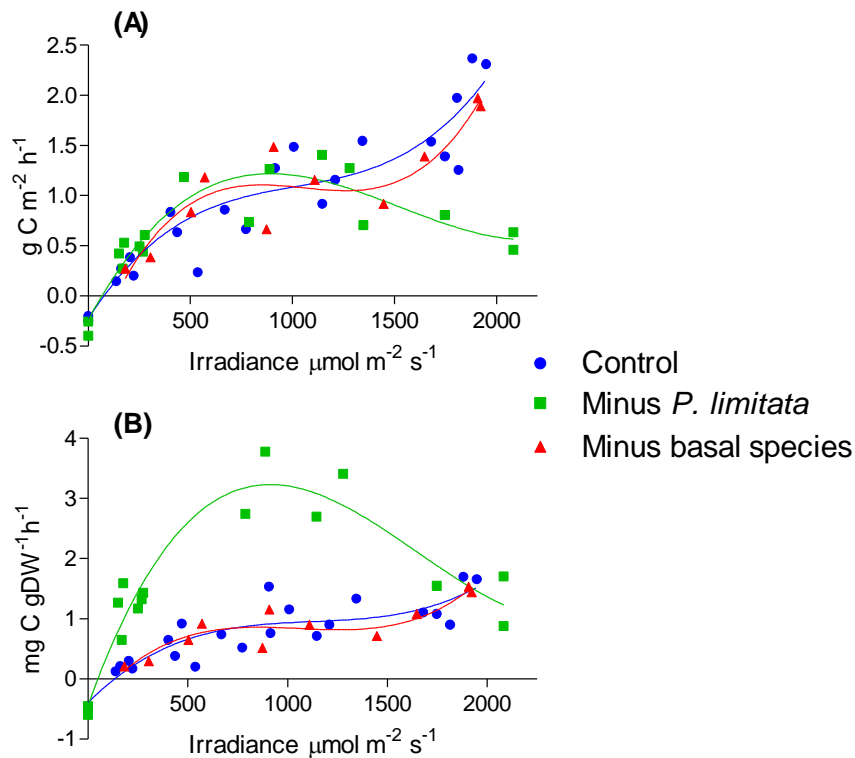 (A)
2.5
2.0
1.5
1.0
0.5
0.0
-0.5
g C m⁻² h⁻¹
500 1000 1500 2000
Irradiance μmol m⁻² s⁻¹
Control
Minus P. limitata
Minus basal species
(B)
4
3
2
1
0
-1
mg C gDW⁻¹h⁻¹
500 1000 1500 2000
Irradiance μmol m⁻² s⁻¹